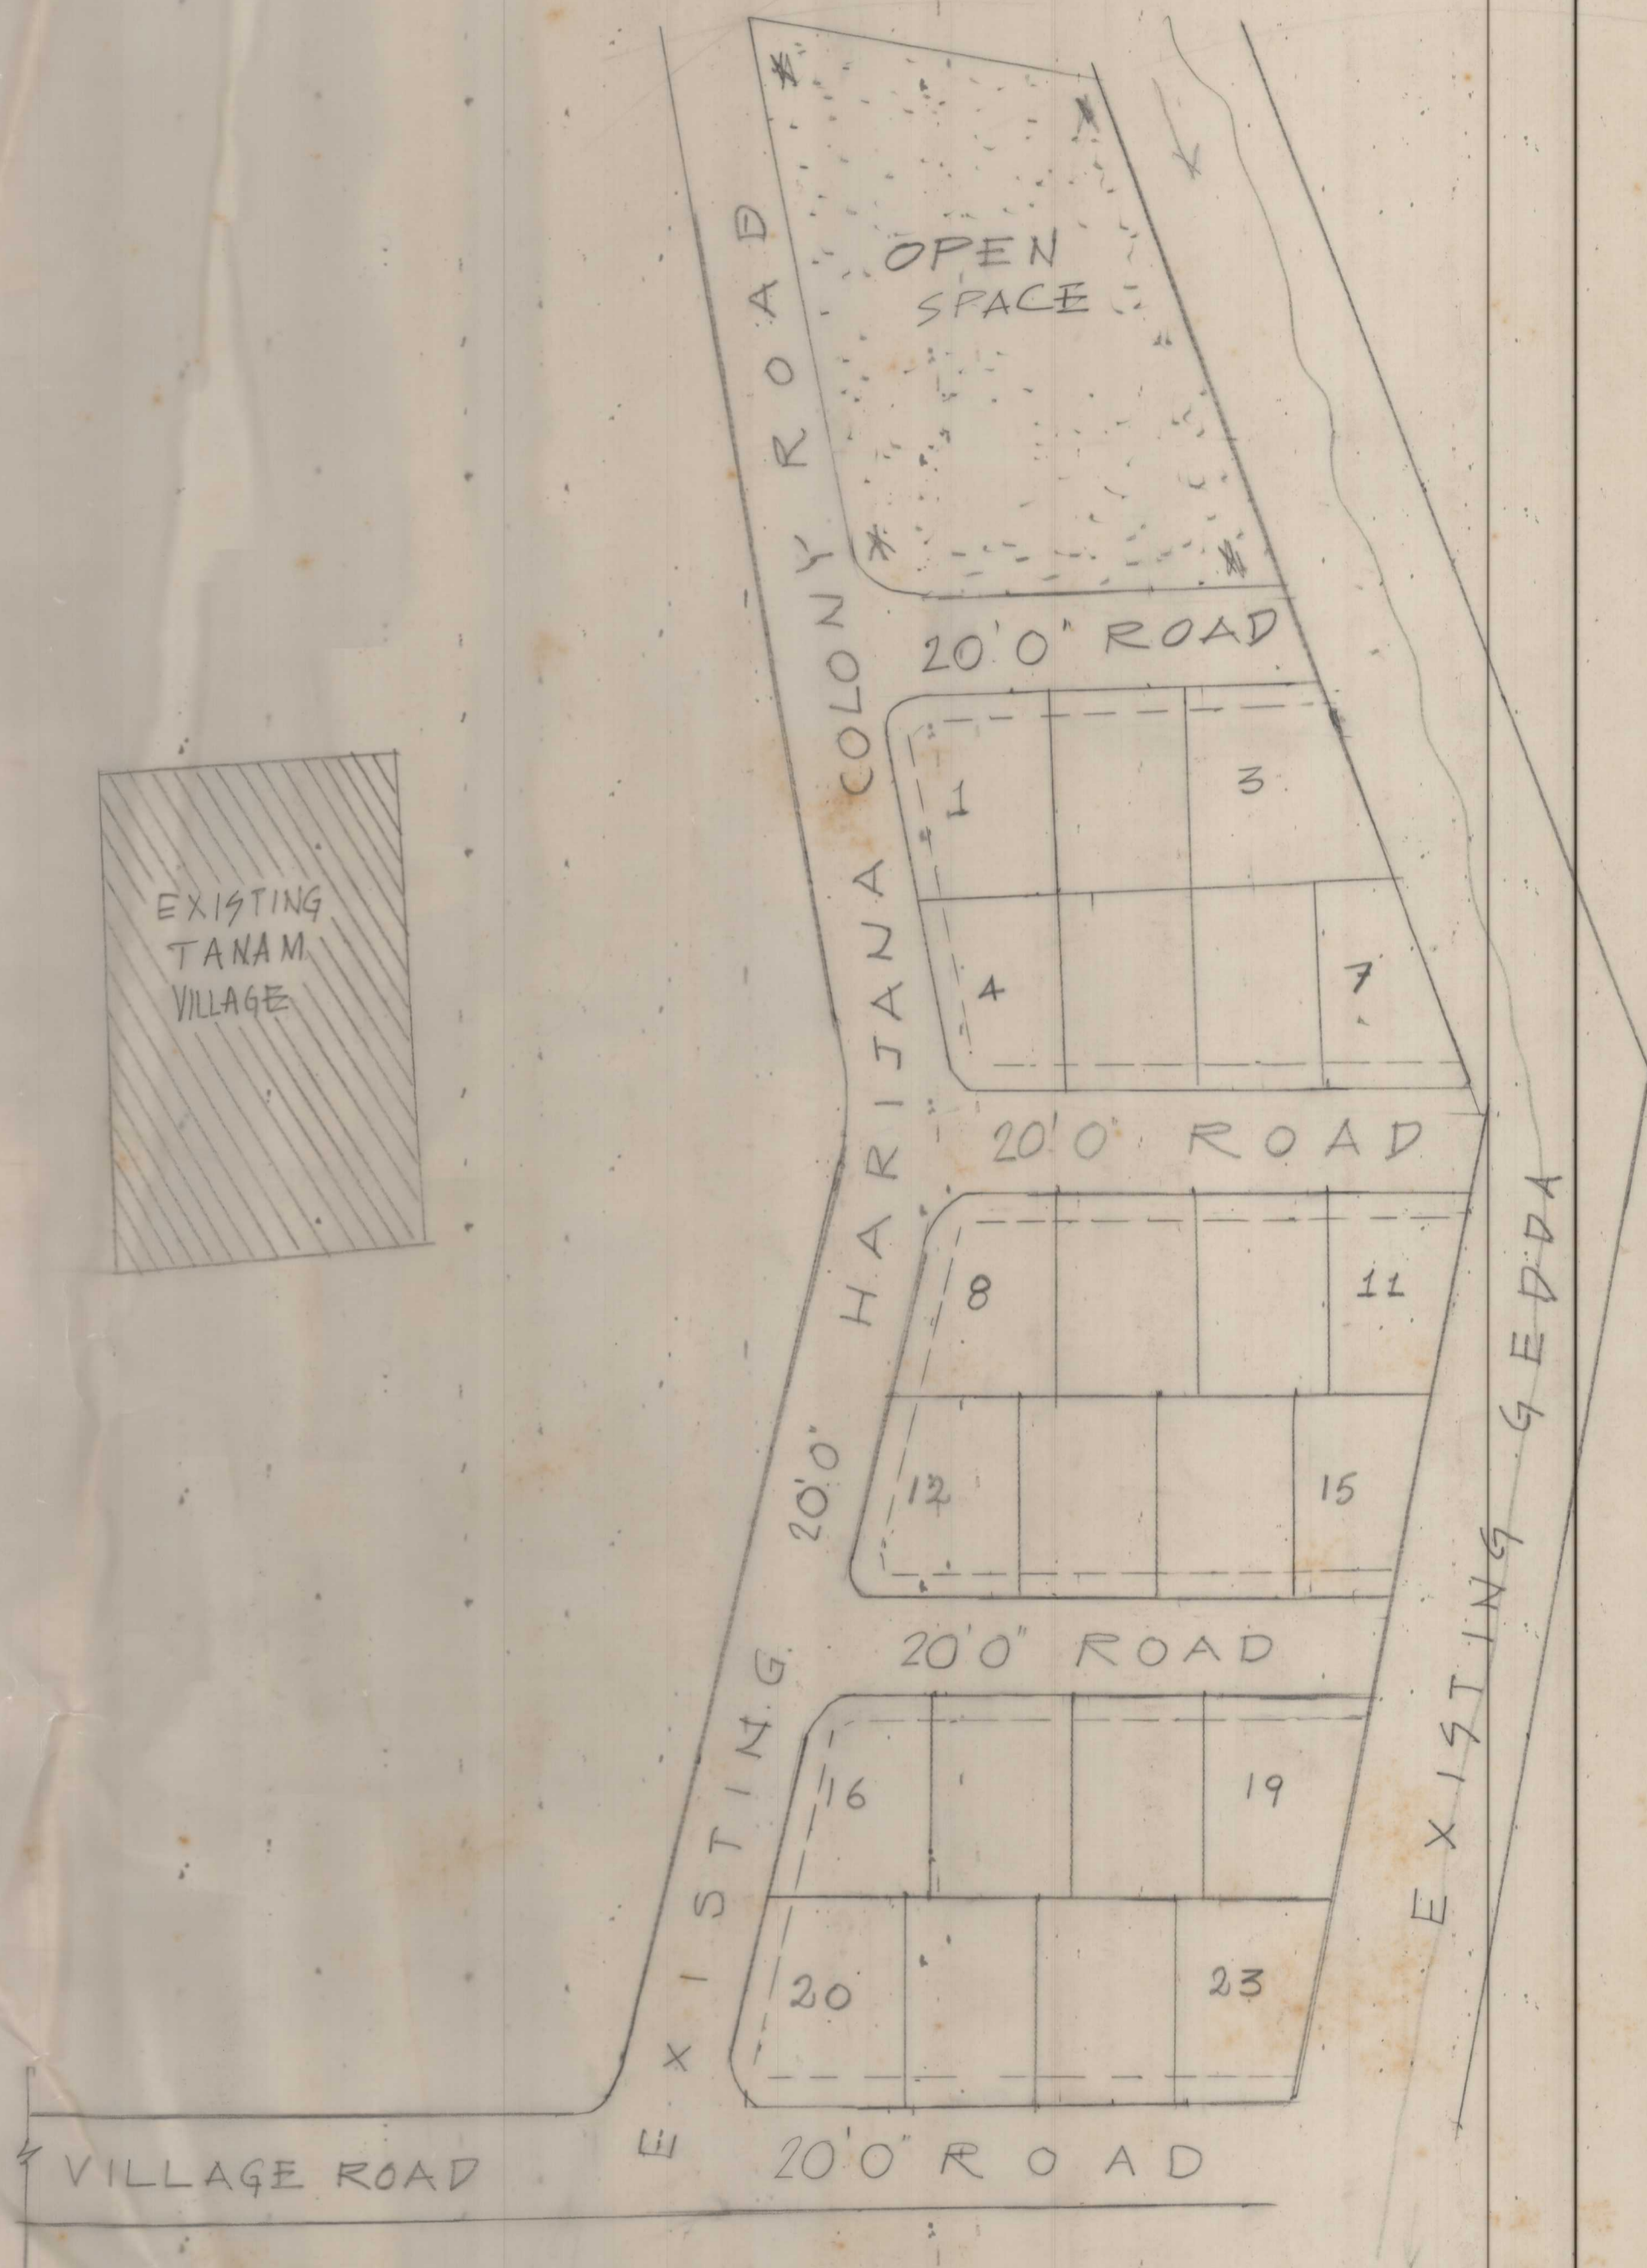 OPEN
SPACE
20'0" ROAD
1
3
EXISTING
TANAM
VILLAGE
4
7
20'0" ROAD
8
11
12
15
20'0" ROAD
16
19
20
23
EXISTING 20'0" HARIJANA COLONY ROAD
EXISTING GEDDA
VILLAGE ROAD
20'0" ROAD